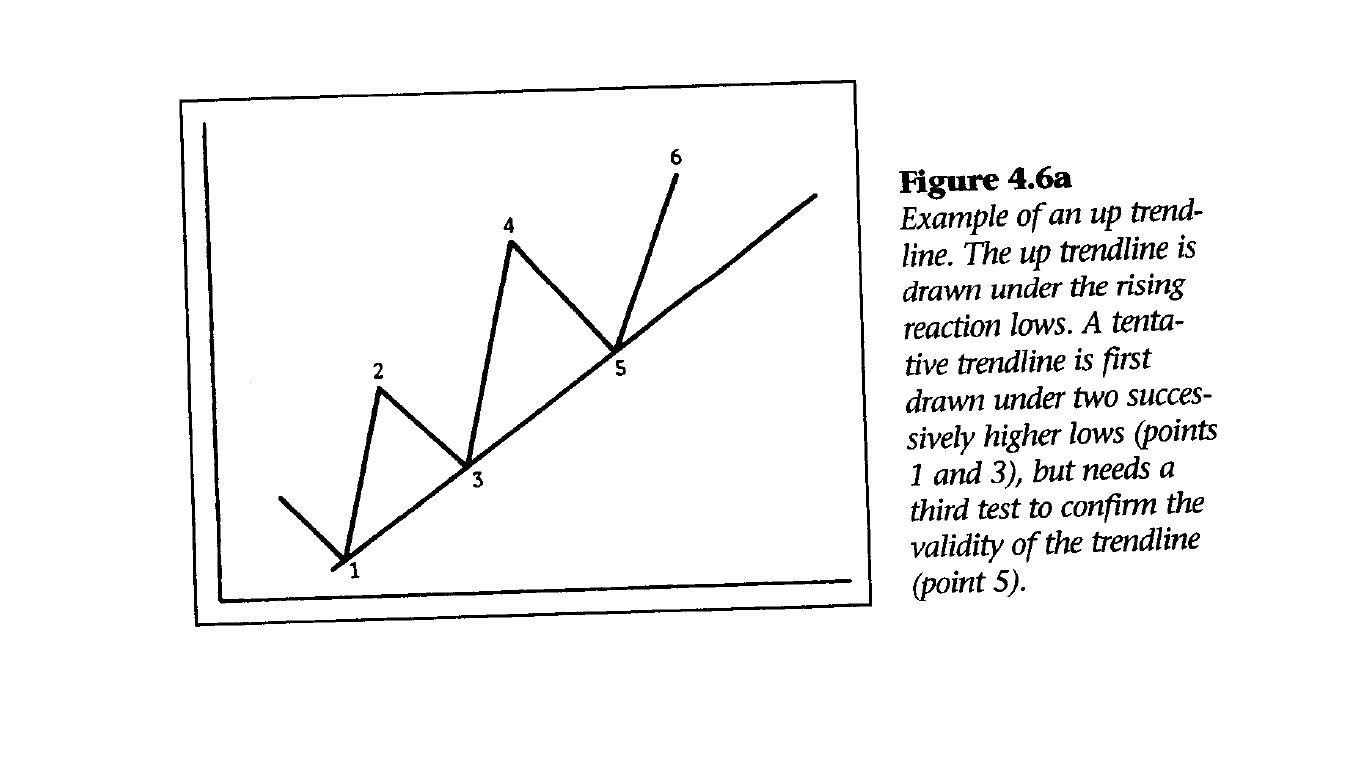 6
4
2
5
3
1
Figure 4.6a
Example of an up trend-
line. The up trendline is
drawn under the rising
reaction lows. A tenta-
tive trendline is first
drawn under two succes-
sively higher lows (points
1 and 3), but needs a
third test to confirm the
validity of the trendline
(point 5).